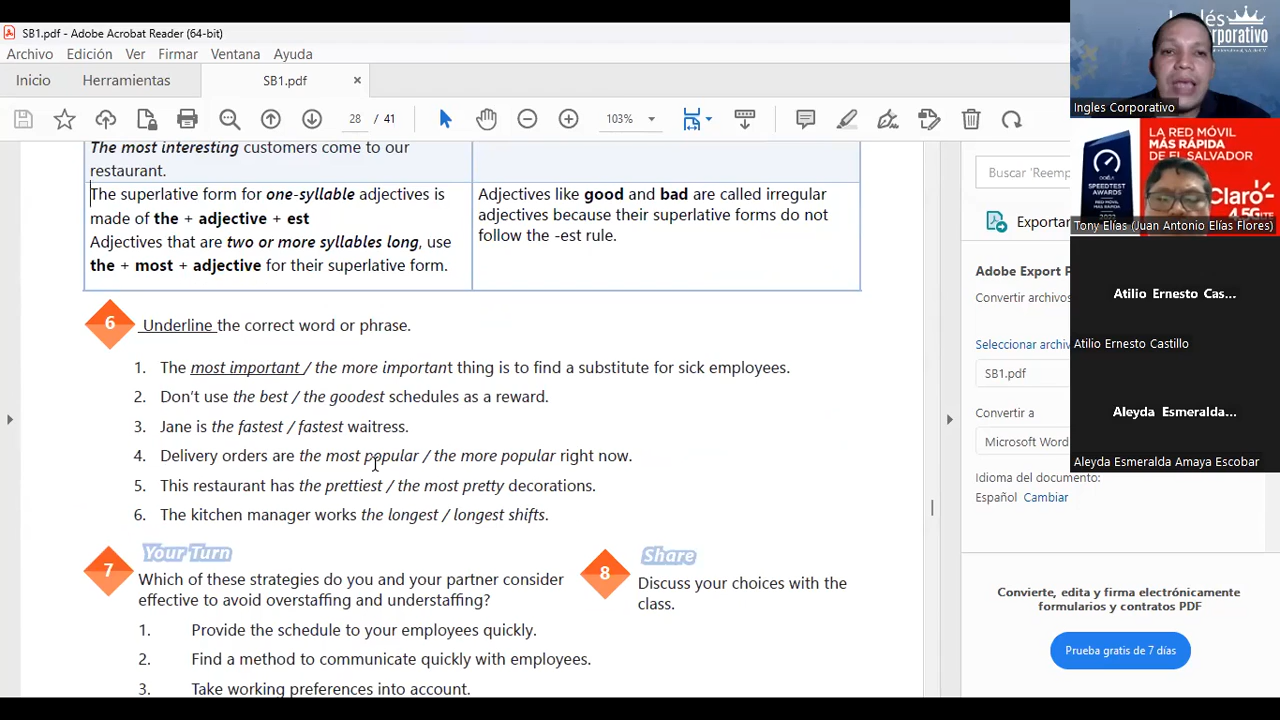 SB1.pdf - Adobe Acrobat Reader (64-bit)
Archivo Edición Ver Firmar Ventana Ayuda
Inicio Herramientas SB1.pdf ×
28 / 41 103%
The most interesting customers come to our
restaurant.
The superlative form for one-syllable adjectives is
made of the + adjective + est
Adjectives that are two or more syllables long, use
the + most + adjective for their superlative form.
Adjectives like good and bad are called irregular
adjectives because their superlative forms do not
follow the -est rule.
6 Underline the correct word or phrase.
1. The most important / the more important thing is to find a substitute for sick employees.
2. Don't use the best / the goodest schedules as a reward.
3. Jane is the fastest / fastest waitress.
4. Delivery orders are the most popular / the more popular right now.
5. This restaurant has the prettiest / the most pretty decorations.
6. The kitchen manager works the longest / longest shifts.
7 Your Turn
Which of these strategies do you and your partner consider
effective to avoid overstaffing and understaffing?
1. Provide the schedule to your employees quickly.
2. Find a method to communicate quickly with employees.
3. Take working preferences into account.
8 Share
Discuss your choices with the
class.
Buscar 'Reemp
Exportar
Adobe Export P
Convertir archivos
Seleccionar archiv
SB1.pdf
Convertir a
Microsoft Word
Idioma del documento:
Español Cambiar
Convierte, edita y firma electrónicamente
formularios y contratos PDF
Prueba gratis de 7 días
Ingles Corporativo
LA RED MÓVIL
MÁS RÁPIDA
DE EL SALVADOR
SPEEDTEST
AWARDS
Claro
4.5G LTE
Tony Elías (Juan Antonio Elías Flores)
Atilio Ernesto Cas...
Atilio Ernesto Castillo
Aleyda Esmeralda...
Aleyda Esmeralda Amaya Escobar